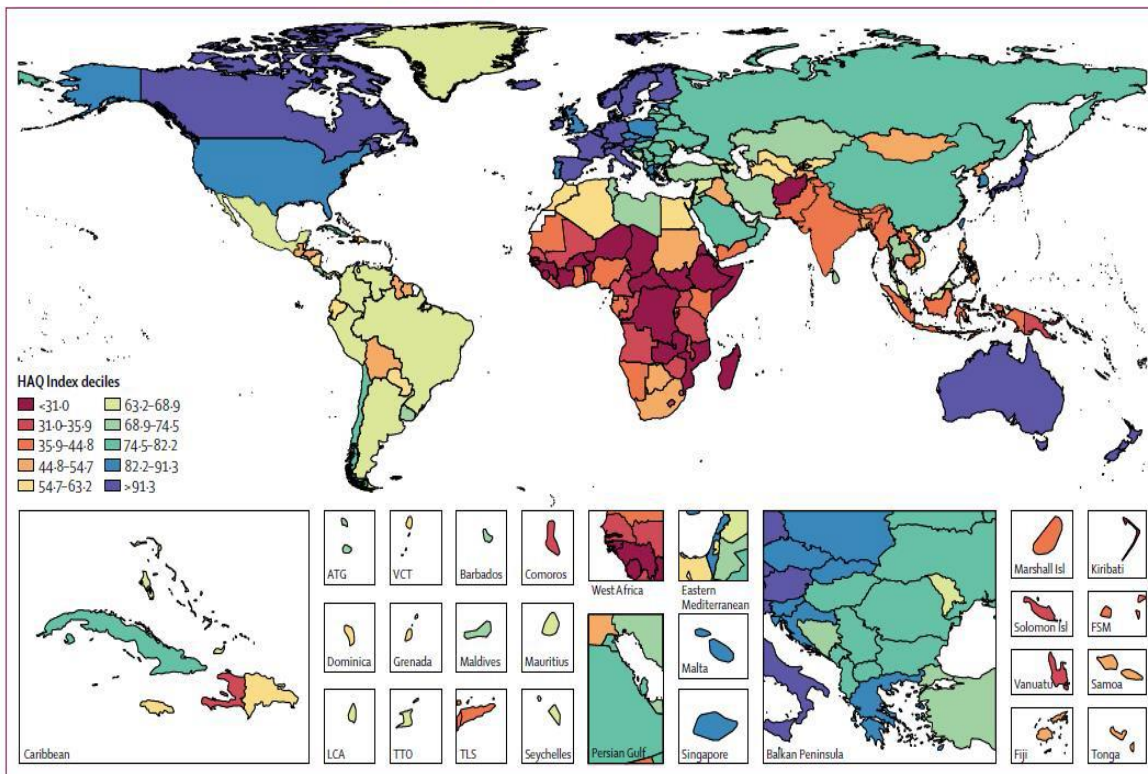 HAQ Index deciles
<31·0
31·0–35·9
35·9–44·8
44·8–54·7
54·7–63·2
63·2–68·9
68·9–74·5
74·5–82·2
82·2–91·3
>91·3
Caribbean
ATG
VCT
Barbados
Comoros
West Africa
Eastern
Mediterranean
Dominica
Grenada
Maldives
Mauritius
Malta
LCA
TTO
TLS
Seychelles
Persian Gulf
Singapore
Balkan Peninsula
Marshall Isl
Kiribati
Solomon Isl
FSM
Vanuatu
Samoa
Fiji
Tonga